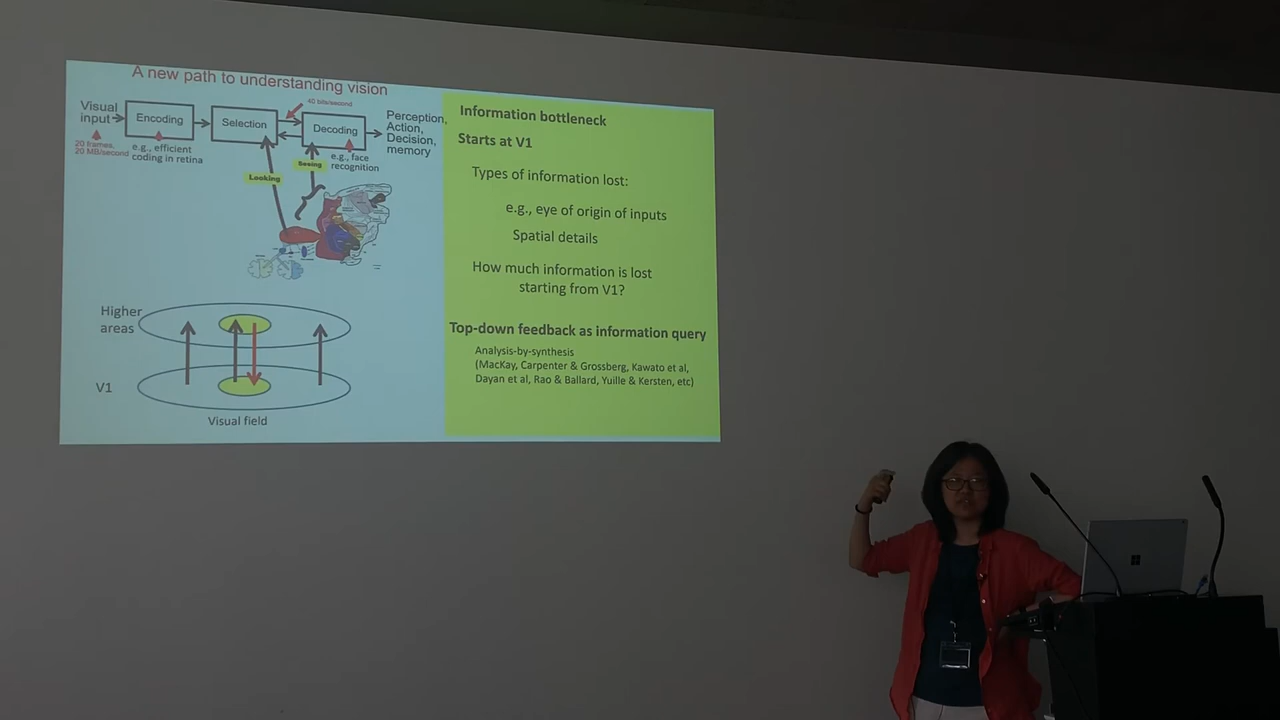 A new path to understanding vision
40 bits/second
Visual
input
Encoding
Selection
Decoding
Perception,
Action,
Decision,
memory
20 frames,
20 MB/second
e.g., efficient
coding in retina
Looking
Seeing
e.g., face
recognition
Higher
areas
V1
Visual field
Information bottleneck
Starts at V1
Types of information lost:
e.g., eye of origin of inputs
Spatial details
How much information is lost
starting from V1?
Top-down feedback as information query
Analysis-by-synthesis
(MacKay, Carpenter & Grossberg, Kawato et al,
Dayan et al, Rao & Ballard, Yuille & Kersten, etc)